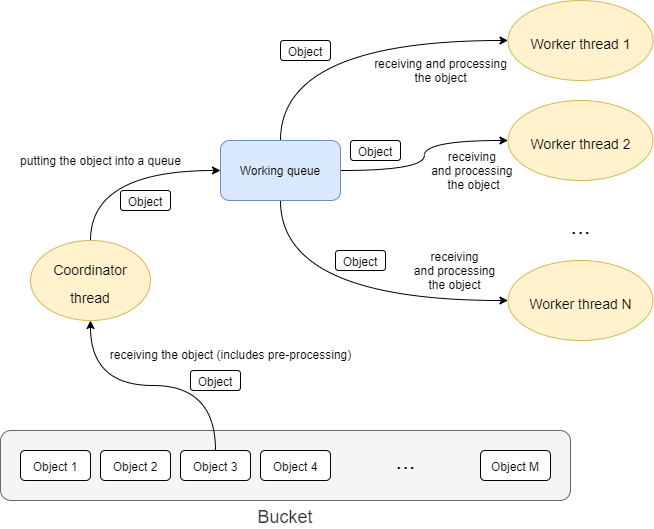 Object
Worker thread 1
receiving and processing
the object
putting the object into a queue
Working queue
Object
Worker thread 2
receiving
and processing
the object
Object
...
Coordinator
thread
Object
receiving
and processing
the object
Worker thread N
receiving the object (includes pre-processing)
Object
Object 1
Object 2
Object 3
Object 4
...
Object M
Bucket